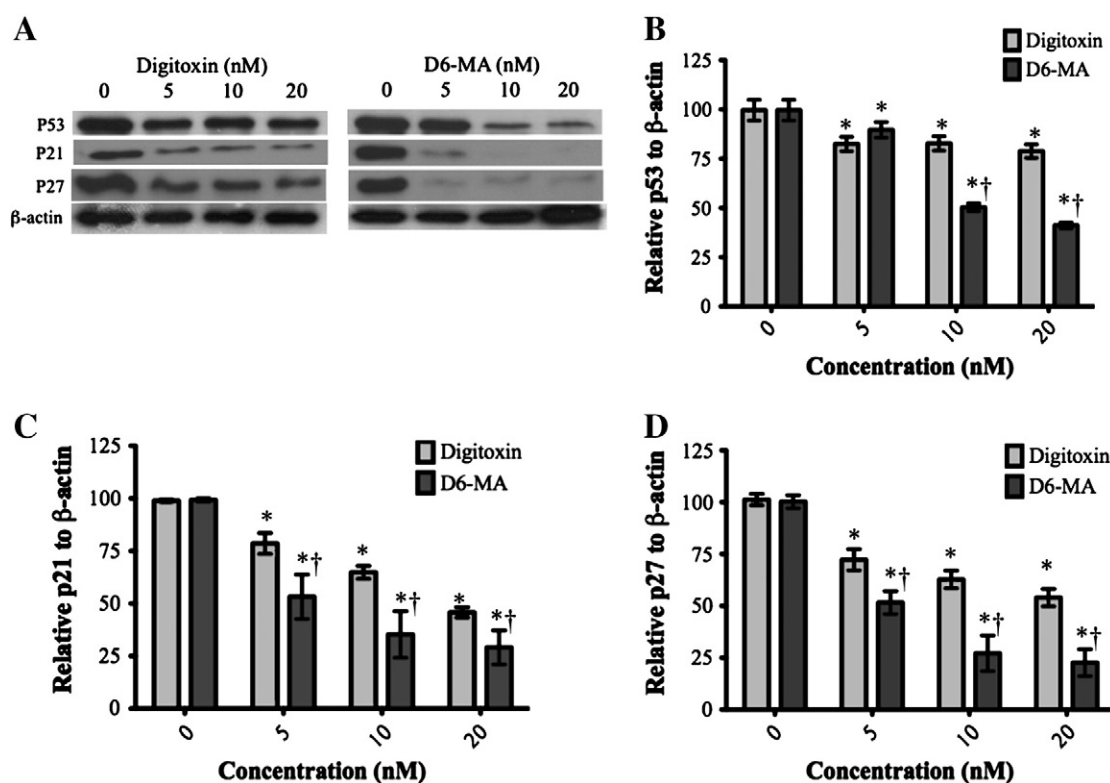 A
Digitoxin (nM)
0 5 10 20
P53
P21
P27
β-actin
D6-MA (nM)
0 5 10 20
B
Relative p53 to β-actin
125
100
75
50
25
0
Digitoxin
D6-MA
* * * *† * *†
0 5 10 20
Concentration (nM)
C
Relative p21 to β-actin
125
100
75
50
25
0
Digitoxin
D6-MA
* *† * *† * *†
0 5 10 20
Concentration (nM)
D
Relative p27 to β-actin
125
100
75
50
25
0
Digitoxin
D6-MA
* *† * *† * *†
0 5 10 20
Concentration (nM)